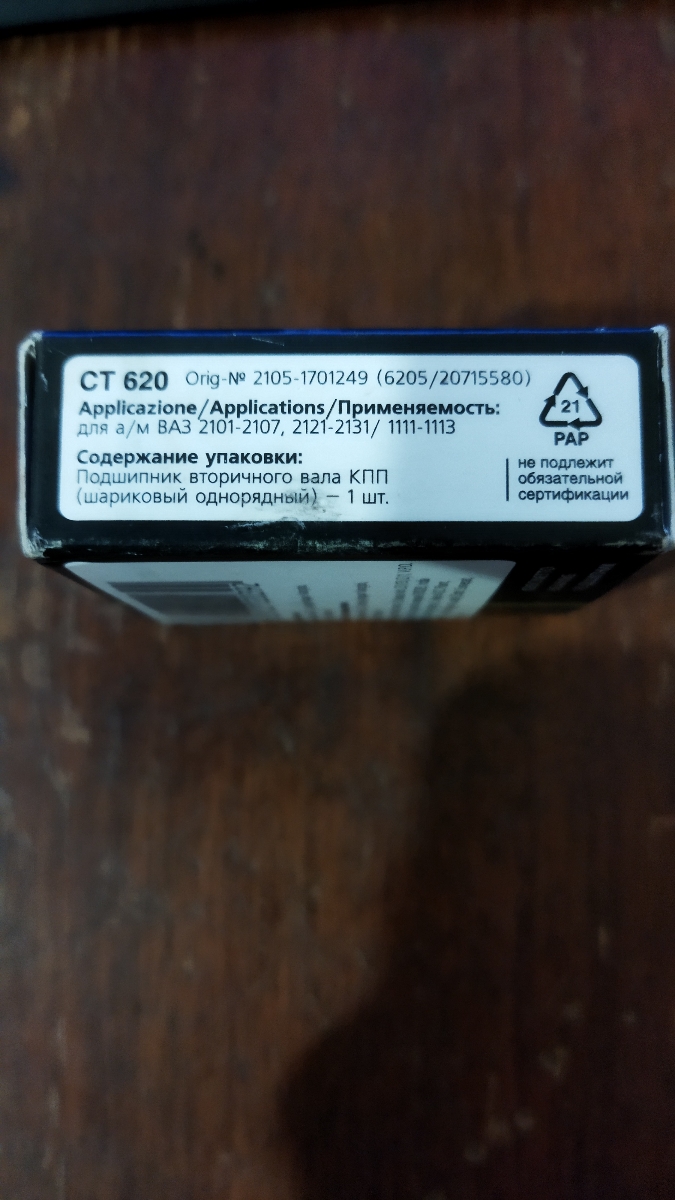 CT 620 Orig-№ 2105-1701249 (6205/20715580)
Applicazione/Applications/Применяемость:
для а/м ВАЗ 2101-2107, 2121-2131/ 1111-1113
Содержание упаковки:
Подшипник вторичного вала КПП
(шариковый однорядный) – 1 шт.
21
PAP
не подлежит
обязательной
сертификации